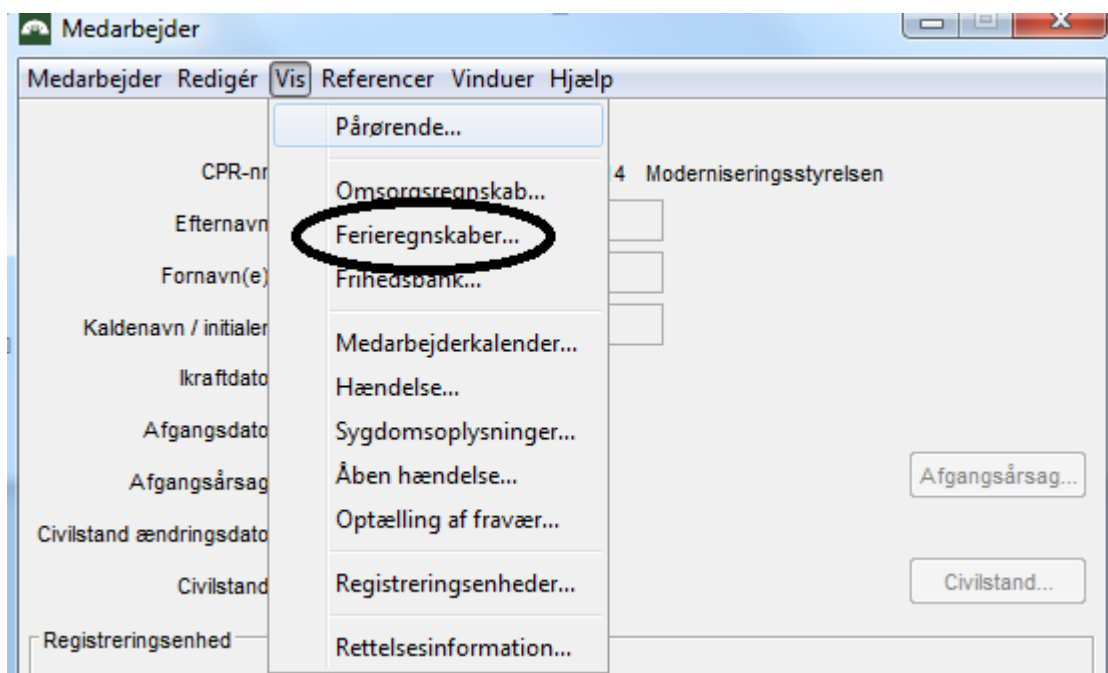 Medarbejder
Medarbejder Redigér Vis Referencer Vinduer Hjælp
Pårørende...
CPR-nr 4 Moderniseringsstyrelsen
Omsorgsregnskab...
Efternavn
Ferieregnskaber...
Fornavn(e)
Frihedsbank...
Kaldenavn / initialer
Medarbejderkalender...
Ikraftdato
Hændelse...
Afgangsdato
Sygdomsoplysninger...
Afgangsårsag
Åben hændelse...
Afgangsårsag...
Optælling af fravær...
Civilstand ændringsdato
Civilstand
Registreringsenheder...
Civilstand...
Registreringsenhed
Rettelsesinformation...